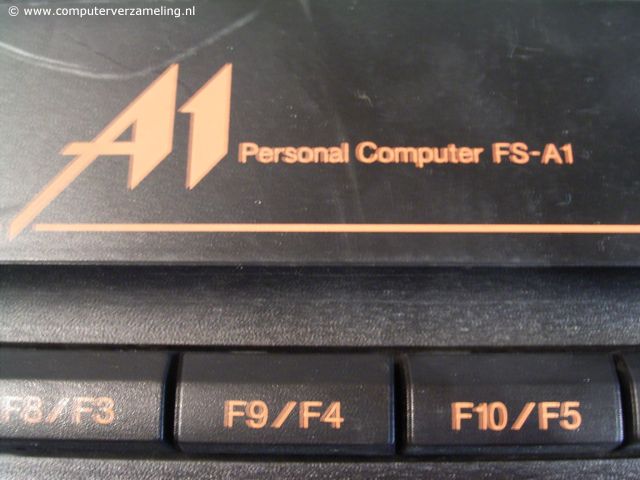 © www.computerverzameling.nl
A1 Personal Computer FS-A1
F8/F3 F9/F4 F10/F5